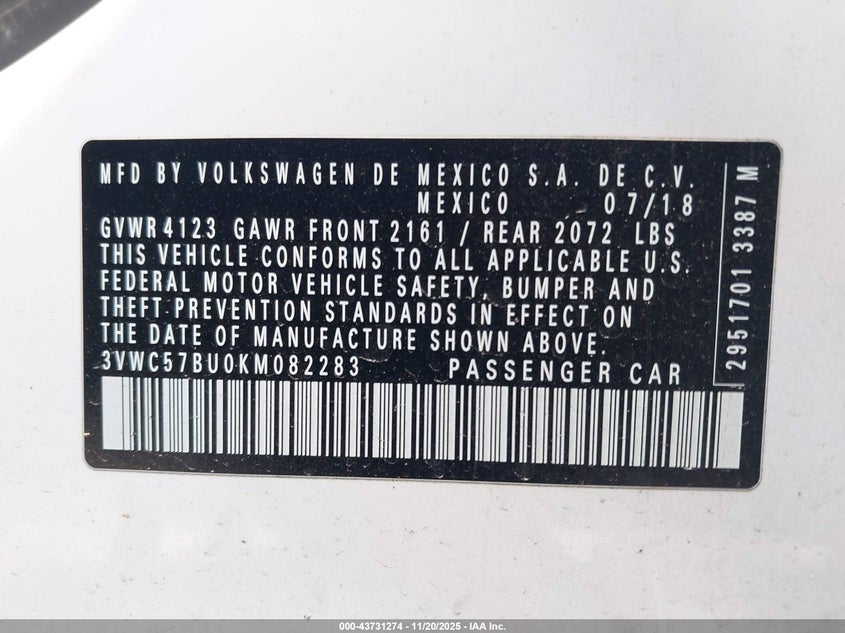 MFD BY VOLKSWAGEN DE MEXICO S.A. DE C.V.
MEXICO 07/18
GVWR 4123 GAWR FRONT 2161 / REAR 2072 LBS
THIS VEHICLE CONFORMS TO ALL APPLICABLE U.S.
FEDERAL MOTOR VEHICLE SAFETY, BUMPER AND
THEFT-PREVENTION STANDARDS IN EFFECT ON
THE DATE OF MANUFACTURE SHOWN ABOVE.
3VWC57BU0KM082283 PASSENGER CAR
2951701 3387 M
000-43731274 | 11/20/2025 | IAA Inc.